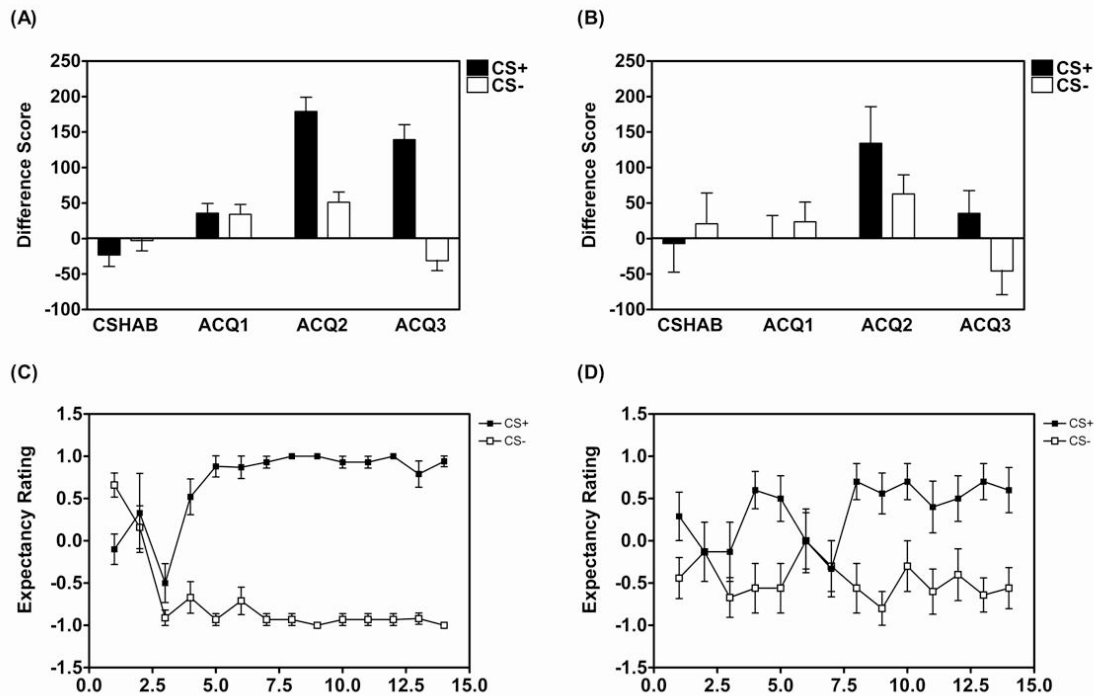 (A)
Difference Score
250
200
150
100
50
0
-50
-100
CSHAB ACQ1 ACQ2 ACQ3
CS+
CS-
(B)
Difference Score
250
200
150
100
50
0
-50
-100
CSHAB ACQ1 ACQ2 ACQ3
CS+
CS-
(C)
Expectancy Rating
1.5
1.0
0.5
0.0
-0.5
-1.0
-1.5
0.0 2.5 5.0 7.5 10.0 12.5 15.0
CS+
CS-
(D)
Expectancy Rating
1.5
1.0
0.5
0.0
-0.5
-1.0
-1.5
0.0 2.5 5.0 7.5 10.0 12.5 15.0
CS+
CS-